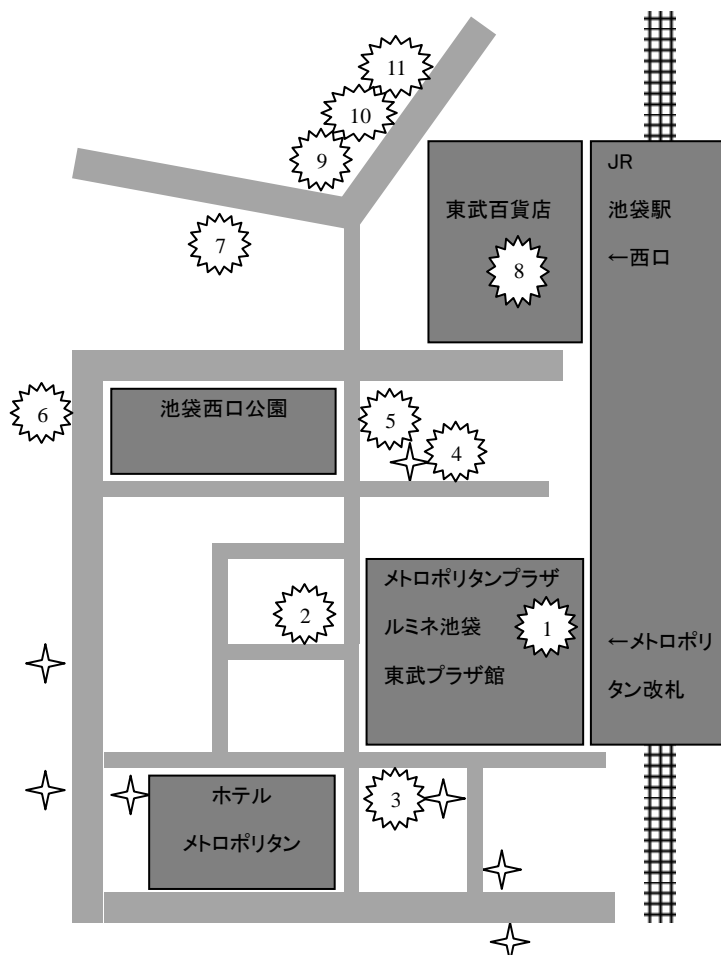 11
10
9
7
東武百貨店
8
JR
池袋駅
←西口
6
池袋西口公園
5
4
2
メトロポリタンプラザ
ルミネ池袋
東武プラザ館
1
←メトロポリ
タン改札
ホテル
メトロポリタン
3